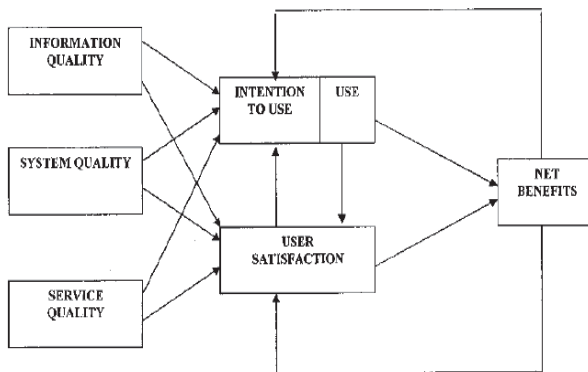 INFORMATION
QUALITY
SYSTEM QUALITY
SERVICE
QUALITY
INTENTION
TO USE
USE
USER
SATISFACTION
NET
BENEFITS